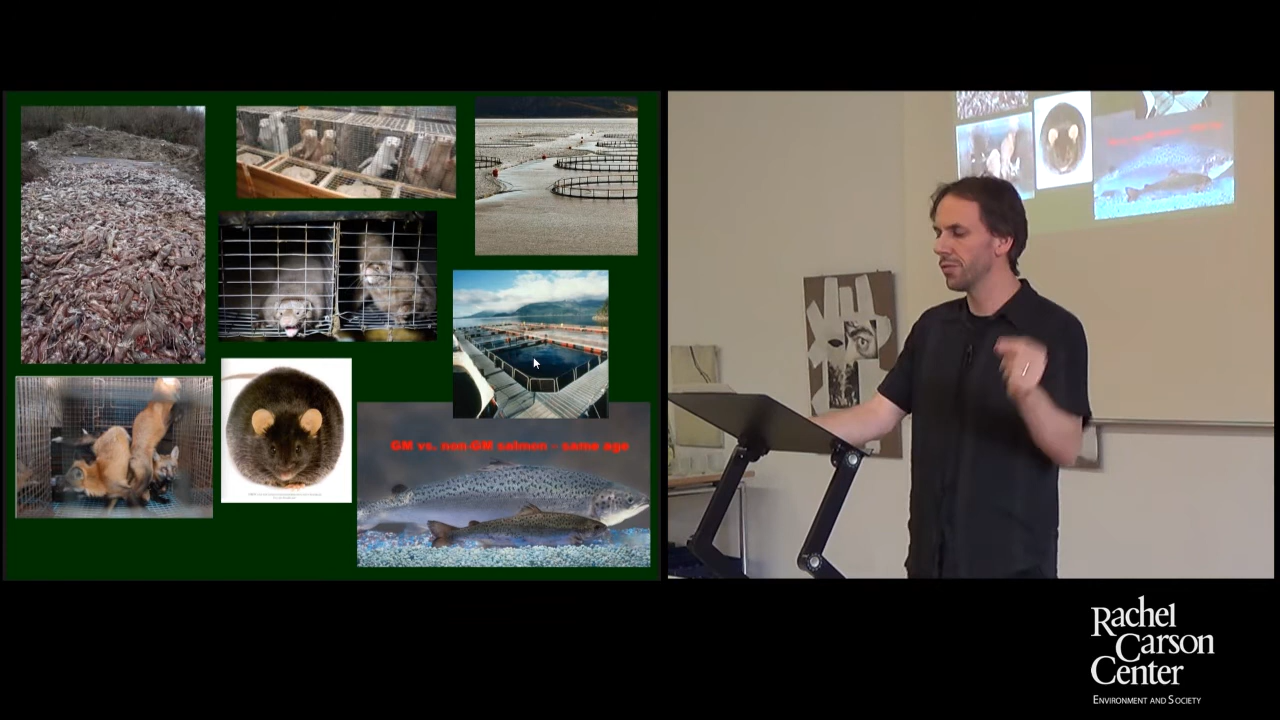 GM vs. non-GM salmon - same age
Rachel
Carson
Center
ENVIRONMENT AND SOCIETY